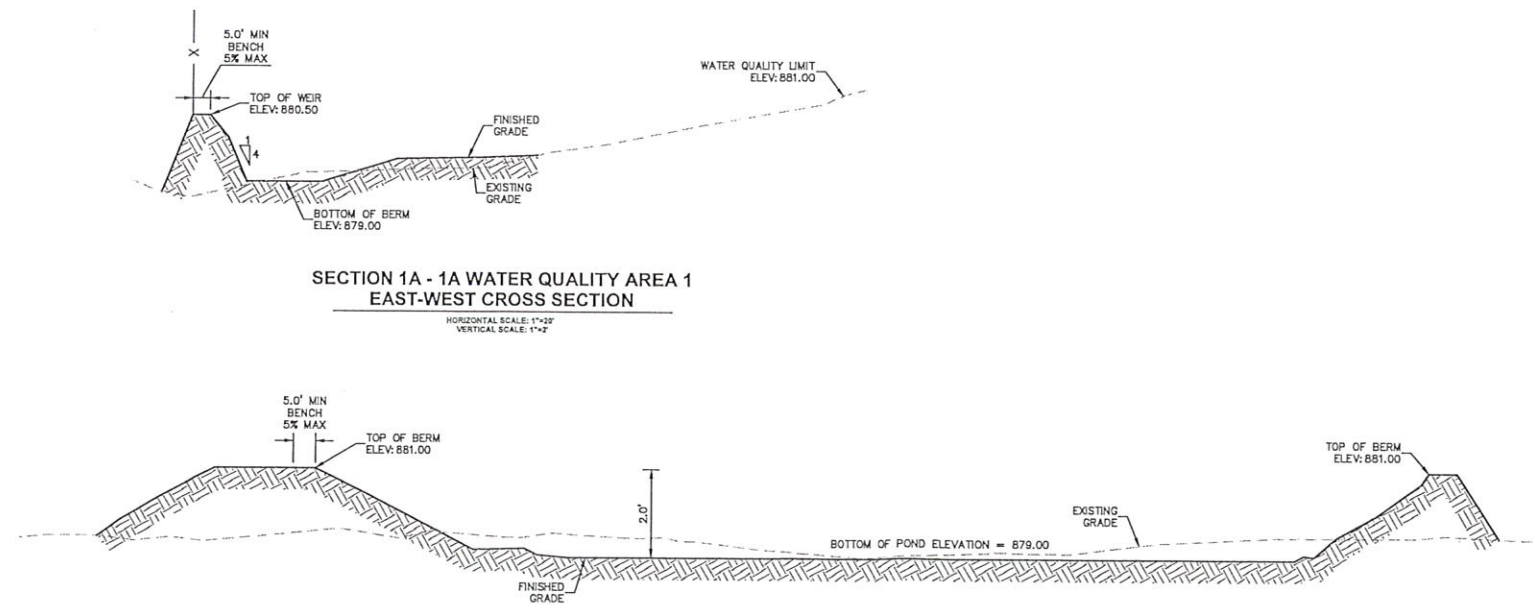 5.0' MIN
BENCH
5% MAX
X
TOP OF WEIR
ELEV: 880.50
WATER QUALITY LIMIT
ELEV: 881.00
1
4
FINISHED
GRADE
EXISTING
GRADE
BOTTOM OF BERM
ELEV: 879.00
SECTION 1A - 1A WATER QUALITY AREA 1
EAST-WEST CROSS SECTION
HORIZONTAL SCALE: 1"=20'
VERTICAL SCALE: 1"=2'
5.0' MIN
BENCH
5% MAX
TOP OF BERM
ELEV: 881.00
TOP OF BERM
ELEV: 881.00
2.0'
EXISTING
GRADE
BOTTOM OF POND ELEVATION = 879.00
FINISHED
GRADE